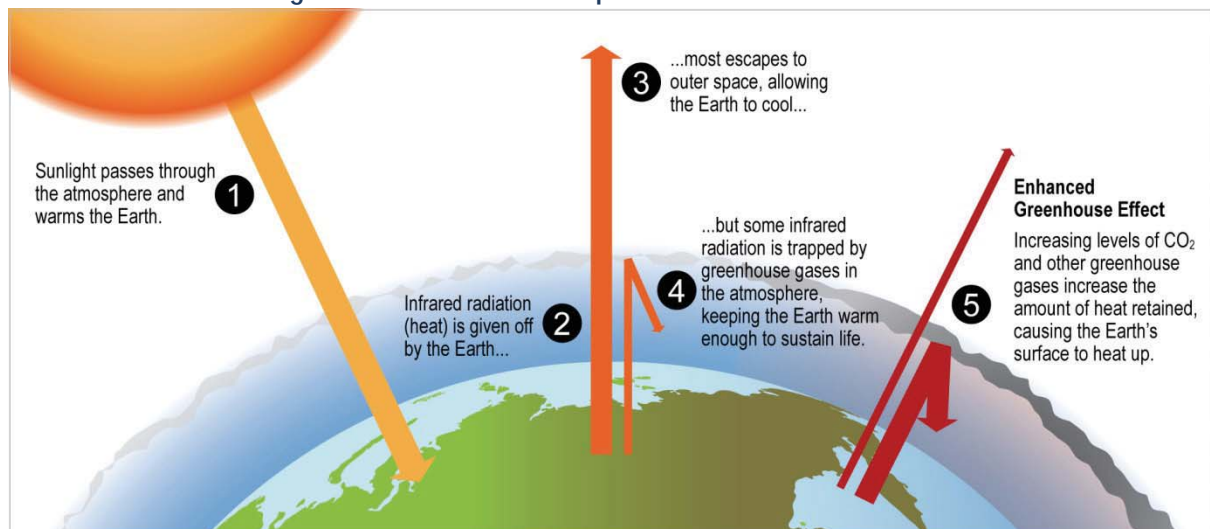 Sunlight passes through
the atmosphere and
warms the Earth.
1
Infrared radiation
(heat) is given off
by the Earth...
2
3
...most escapes to
outer space, allowing
the Earth to cool...
...but some infrared
radiation is trapped by
greenhouse gases in
the atmosphere,
keeping the Earth warm
enough to sustain life.
4
5
Enhanced
Greenhouse Effect
Increasing levels of CO₂
and other greenhouse
gases increase the
amount of heat retained,
causing the Earth's
surface to heat up.